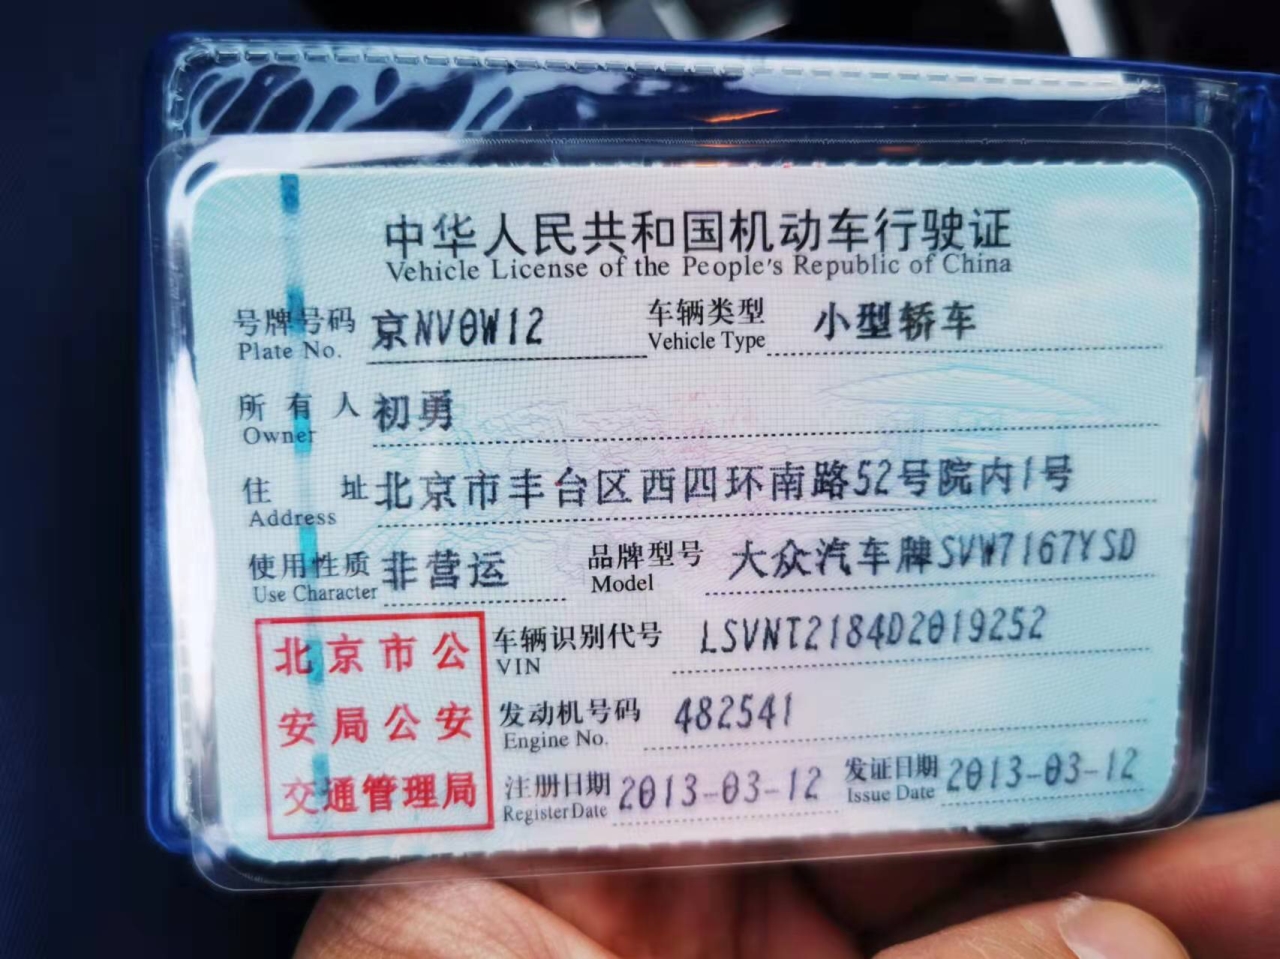 中华人民共和国机动车行驶证
Vehicle License of the People's Republic of China
号牌号码 京NV0W12 车辆类型 小型轿车
Plate No. Vehicle Type
所有人 初勇
Owner
住址 北京市丰台区西四环南路52号院内1号
Address
使用性质 非营运 品牌型号 大众汽车牌SVW7167YSD
Use Character Model
北京市公 车辆识别代号 LSVNT2184D2019252
VIN
安局公安 发动机号码 482541
Engine No.
交通管理局 注册日期 2013-03-12 发证日期 2013-03-12
Register Date Issue Date